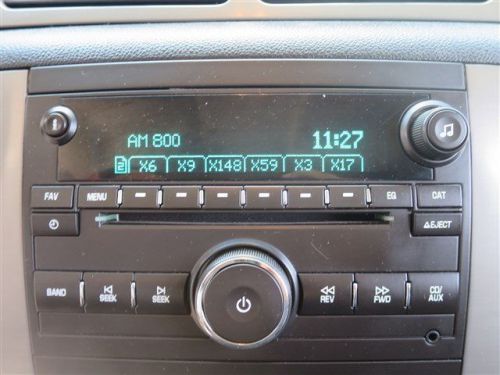 AM 800 11:27
2 X6 X9 X148 X59 X3 X17
FAV MENU EQ CAT
EJECT
BAND SEEK SEEK REV FWD CD/
AUX